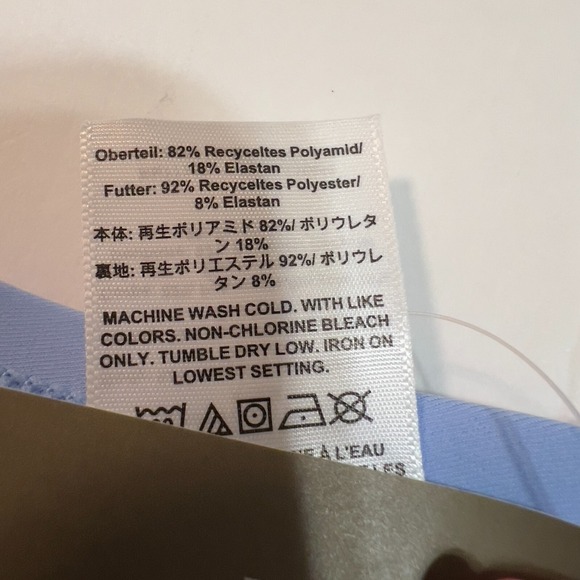 Oberteil: 82% Recyceltes Polyamid/
18% Elastan
Futter: 92% Recyceltes Polyester/
8% Elastan
本体: 再生ポリアミド 82%/ ポリウレタ
ン 18%
裏地: 再生ポリエステル 92%/ ポリウレ
タン 8%
MACHINE WASH COLD. WITH LIKE
COLORS. NON-CHLORINE BLEACH
ONLY. TUMBLE DRY LOW. IRON ON
LOWEST SETTING.
À L'EAU